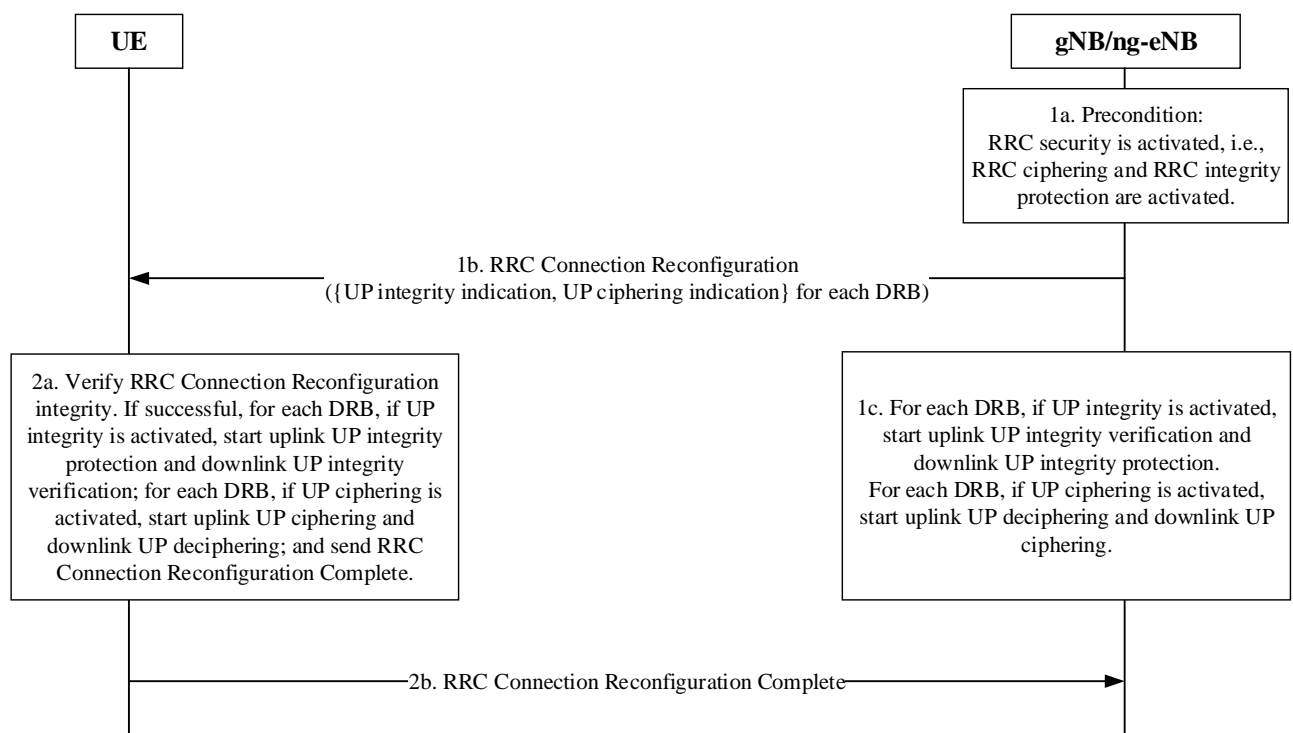 UE
gNB/ng-eNB
1a. Precondition:
RRC security is activated, i.e.,
RRC ciphering and RRC integrity
protection are activated.
1b. RRC Connection Reconfiguration
({UP integrity indication, UP ciphering indication} for each DRB)
2a. Verify RRC Connection Reconfiguration
integrity. If successful, for each DRB, if UP
integrity is activated, start uplink UP integrity
protection and downlink UP integrity
verification; for each DRB, if UP ciphering is
activated, start uplink UP ciphering and
downlink UP deciphering; and send RRC
Connection Reconfiguration Complete.
1c. For each DRB, if UP integrity is activated,
start uplink UP integrity verification and
downlink UP integrity protection.
For each DRB, if UP ciphering is activated,
start uplink UP deciphering and downlink UP
ciphering.
2b. RRC Connection Reconfiguration Complete